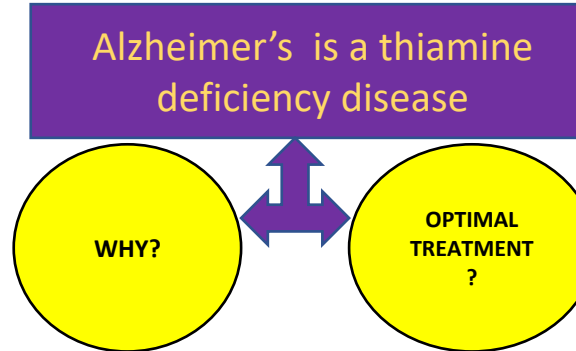 Alzheimer's  is a thiamine
deficiency disease
WHY?
OPTIMAL
TREATMENT
?